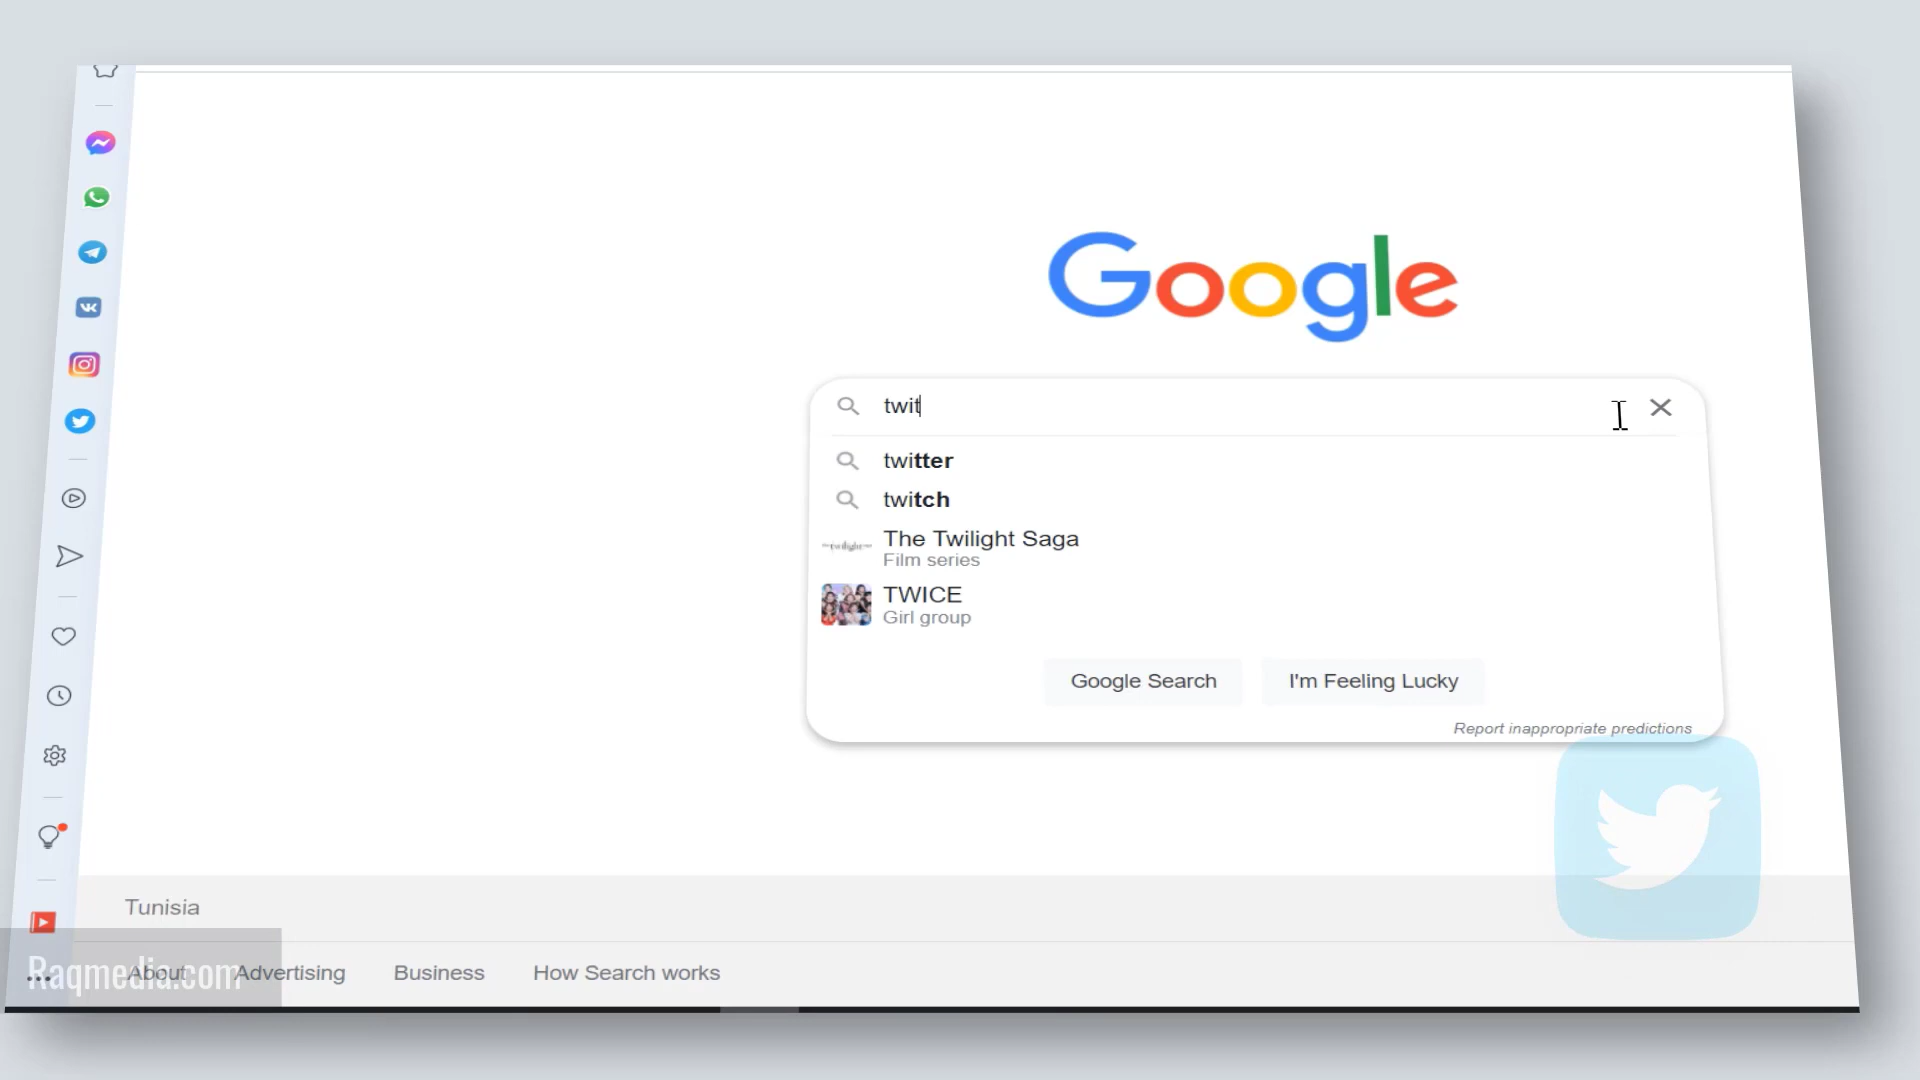 Google
twit
twitter
twitch
The Twilight Saga
Film series
TWICE
Girl group
Google Search
I'm Feeling Lucky
Report inappropriate predictions
Tunisia
About Advertising Business How Search works
Raqmedia.com